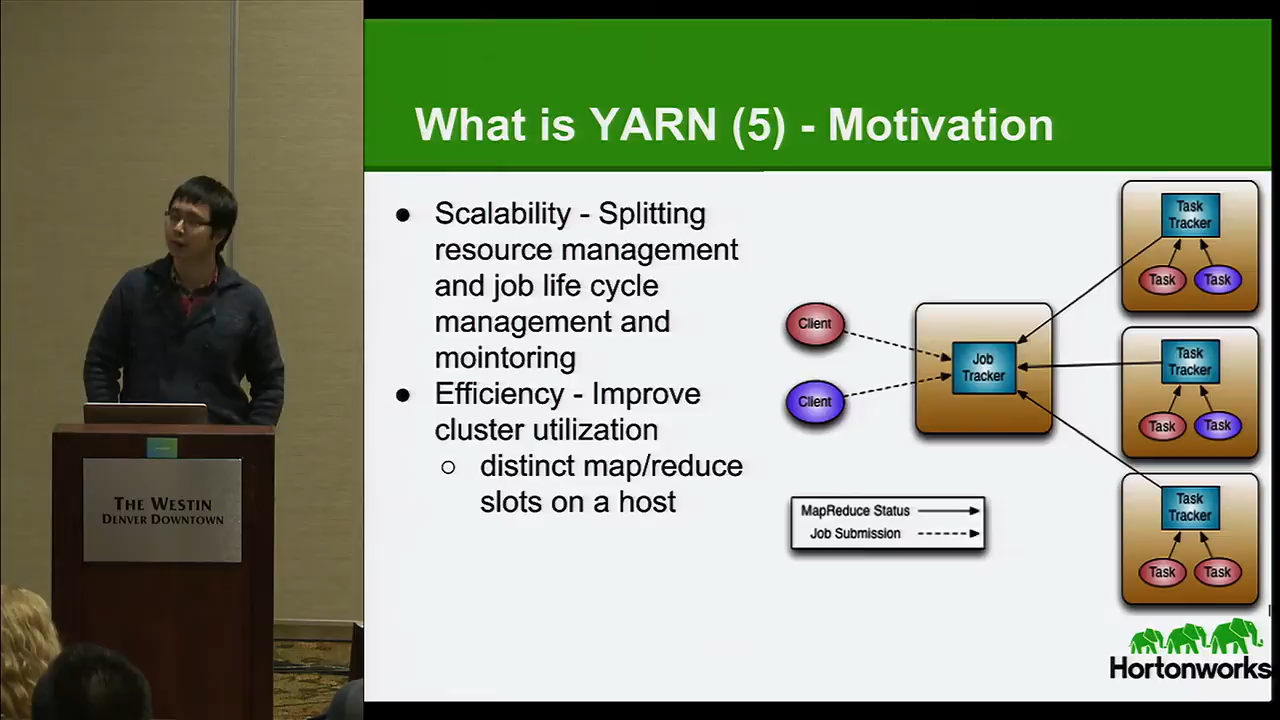 What is YARN (5) - Motivation
● Scalability - Splitting
resource management
and job life cycle
management and
mointoring
● Efficiency - Improve
cluster utilization
○ distinct map/reduce
slots on a host
Client
Client
Job
Tracker
Task
Tracker
Task Task
Task
Tracker
Task Task
Task
Tracker
Task Task
MapReduce Status
Job Submission
Hortonworks
THE WESTIN
DENVER DOWNTOWN